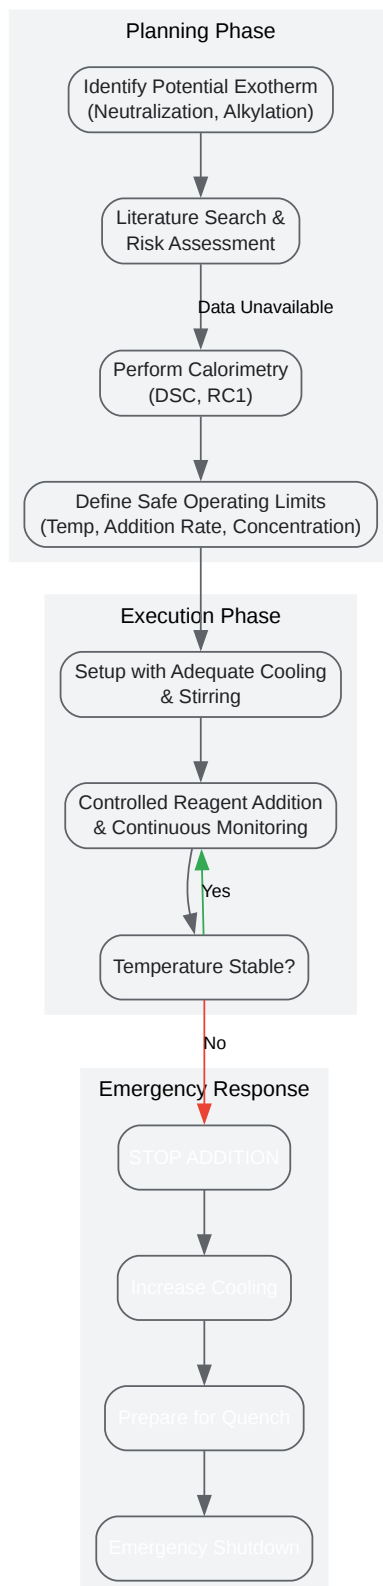 Planning Phase
Identify Potential Exotherm
(Neutralization, Alkylation)
Literature Search &
Risk Assessment
Data Unavailable
Perform Calorimetry
(DSC, RC1)
Define Safe Operating Limits
(Temp, Addition Rate, Concentration)
Execution Phase
Setup with Adequate Cooling
& Stirring
Controlled Reagent Addition
& Continuous Monitoring
Yes
Temperature Stable?
No
Emergency Response
STOP ADDITION
Increase Cooling
Prepare for Quench
Emergency Shutdown